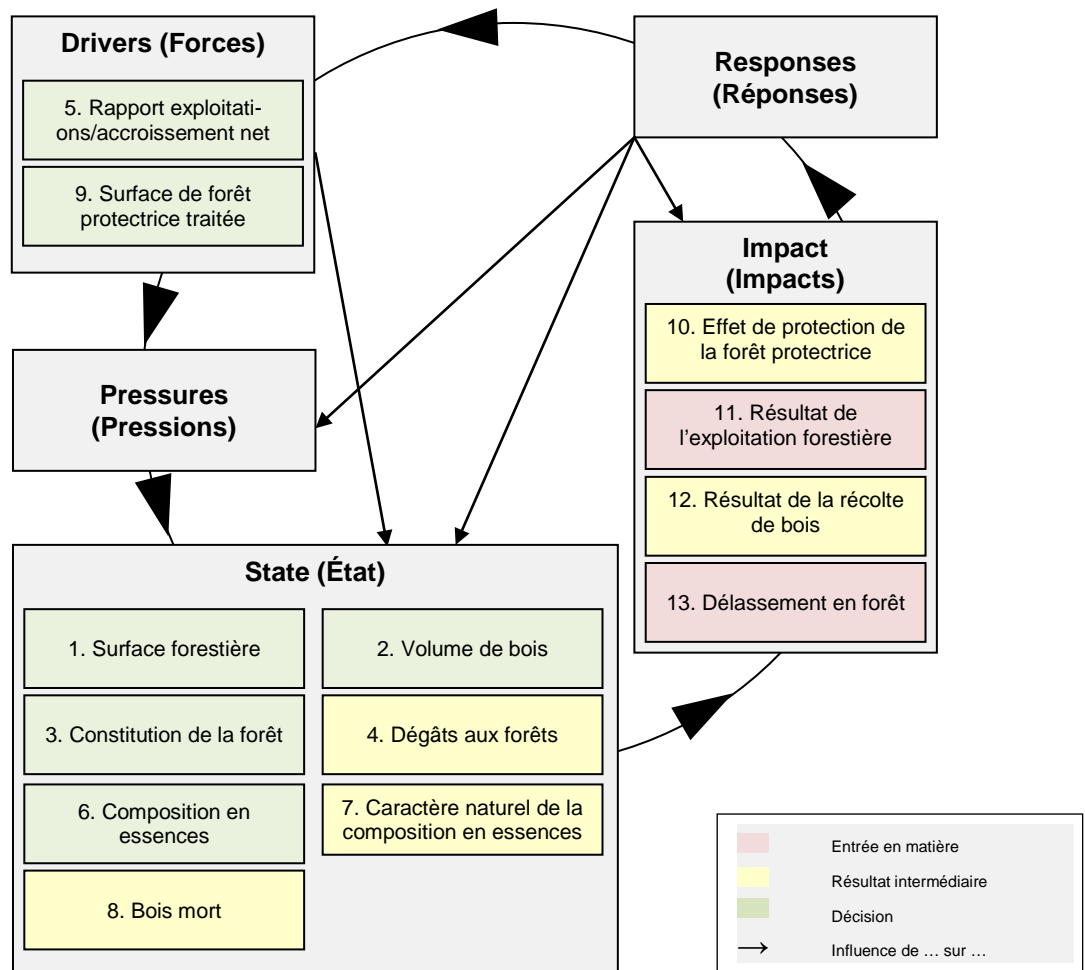 Drivers (Forces)
5. Rapport exploitati-
ons/accroissement net
9. Surface de forêt
protectrice traitée
Responses
(Réponses)
Impact
(Impacts)
10. Effet de protection de
la forêt protectrice
11. Résultat de
l'exploitation forestière
12. Résultat de la récolte
de bois
13. Délassement en forêt
Pressures
(Pressions)
State (État)
1. Surface forestière
2. Volume de bois
3. Constitution de la forêt
4. Dégâts aux forêts
6. Composition en
essences
7. Caractère naturel de la
composition en essences
8. Bois mort
Entrée en matière
Résultat intermédiaire
Décision
Influence de … sur …